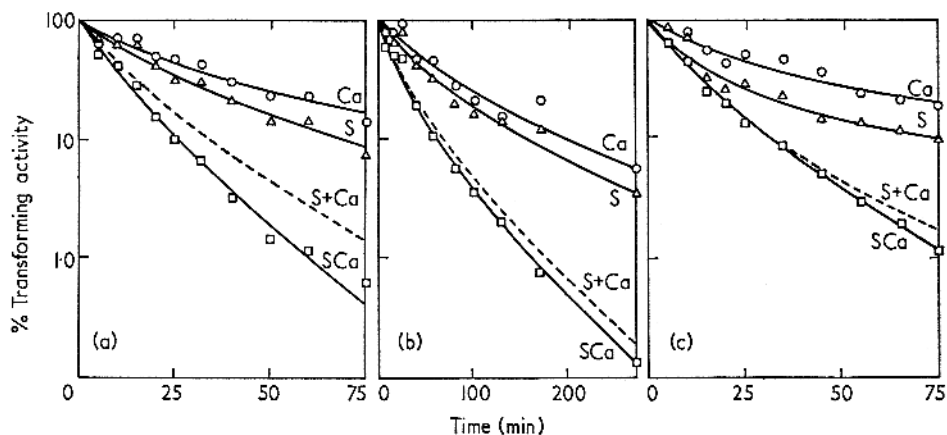 % Transforming activity
100
10
1·0
0
25
50
75
(a)
Ca
S
S+Ca
SCa
0
100
200
(b)
Ca
S
S+Ca
SCa
0
25
50
75
(c)
Ca
S
S+Ca
SCa
Time (min)